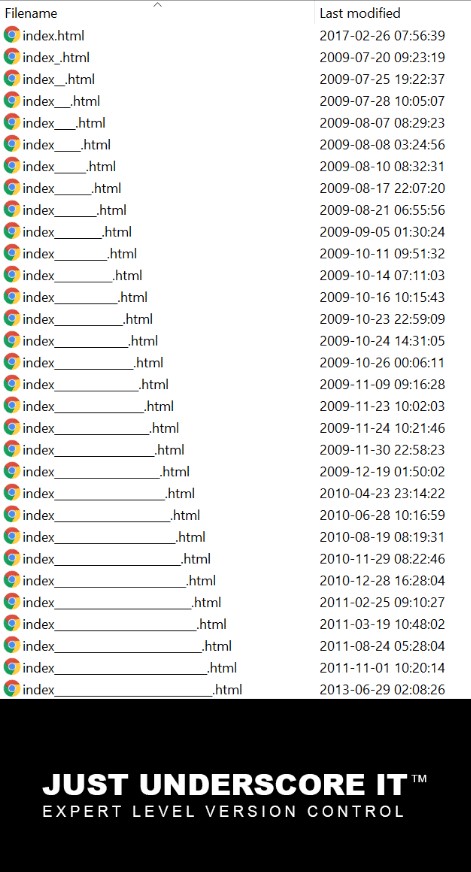 Filename Last modified
index.html 2017-02-26 07:56:39
index_.html 2009-07-20 09:23:19
index__.html 2009-07-25 19:22:37
index___.html 2009-07-28 10:05:07
index____.html 2009-08-07 08:29:23
index_____.html 2009-08-08 03:24:56
index______.html 2009-08-10 08:32:31
index_______.html 2009-08-17 22:07:20
index________.html 2009-08-21 06:55:56
index_________.html 2009-09-05 01:30:24
index__________.html 2009-10-11 09:51:32
index___________.html 2009-10-14 07:11:03
index____________.html 2009-10-16 10:15:43
index_____________.html 2009-10-23 22:59:09
index______________.html 2009-10-24 14:31:05
index_______________.html 2009-10-26 00:06:11
index________________.html 2009-11-09 09:16:28
index_________________.html 2009-11-23 10:02:03
index__________________.html 2009-11-24 10:21:46
index___________________.html 2009-11-30 22:58:23
index____________________.html 2009-12-19 01:50:02
index_____________________.html 2010-04-23 23:14:22
index______________________.html 2010-06-28 10:16:59
index_______________________.html 2010-08-19 08:19:31
index________________________.html 2010-11-29 08:22:46
index_________________________.html 2010-12-28 16:28:04
index__________________________.html 2011-02-25 09:10:27
index___________________________.html 2011-03-19 10:48:02
index____________________________.html 2011-08-24 05:28:04
index_____________________________.html 2011-11-01 10:20:14
index______________________________.html 2013-06-29 02:08:26
JUST UNDERSCORE IT™
EXPERT LEVEL VERSION CONTROL